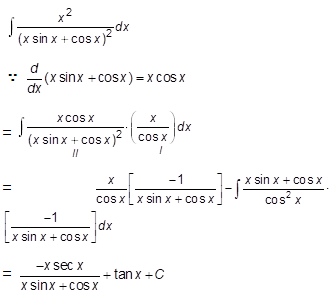 ∫ x² / (x sin x + cos x)² dx
∵ d/dx (x sin x + cos x) = x cos x
= ∫ x cos x / (x sin x + cos x)² · (x / cos x) dx
II I
= x / cos x [ −1 / (x sin x + cos x) ] − ∫ (x sin x + cos x) / cos² x ·
[ −1 / (x sin x + cos x) ] dx
= −x sec x / (x sin x + cos x) + tan x + C